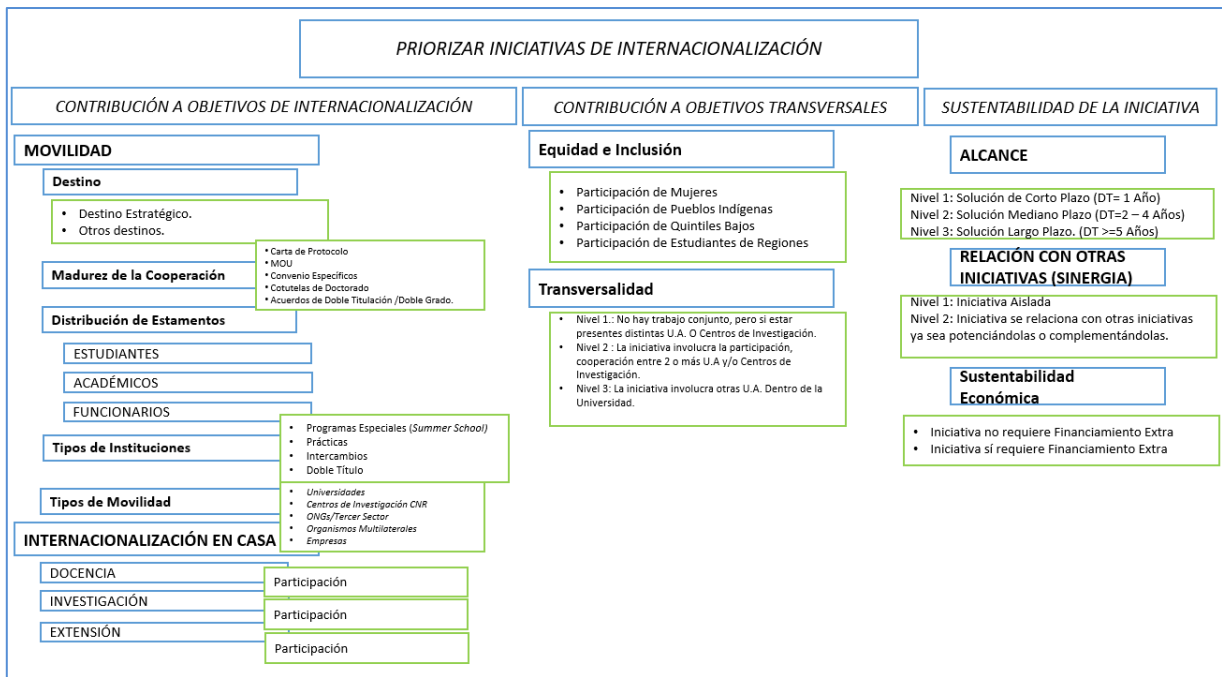 PRIORIZAR INICIATIVAS DE INTERNACIONALIZACIÓN
CONTRIBUCIÓN A OBJETIVOS DE INTERNACIONALIZACIÓN
MOVILIDAD
Destino
• Destino Estratégico.
• Otros destinos.
Madurez de la Cooperación
• Carta de Protocolo
• MOU
• Convenio Específicos
• Cotutelas de Doctorado
• Acuerdos de Doble Titulación /Doble Grado.
Distribución de Estamentos
ESTUDIANTES
ACADÉMICOS
FUNCIONARIOS
Tipos de Instituciones
• Programas Especiales (Summer School)
• Prácticas
• Intercambios
• Doble Título
Tipos de Movilidad
• Universidades
• Centros de Investigación CNR
• ONGs/Tercer Sector
• Organismos Multilaterales
• Empresas
INTERNACIONALIZACIÓN EN CASA
DOCENCIA
Participación
INVESTIGACIÓN
Participación
EXTENSIÓN
Participación
CONTRIBUCIÓN A OBJETIVOS TRANSVERSALES
Equidad e Inclusión
• Participación de Mujeres
• Participación de Pueblos Indígenas
• Participación de Quintiles Bajos
• Participación de Estudiantes de Regiones
Transversalidad
• Nivel 1.: No hay trabajo conjunto, pero si estar
presentes distintas U.A. O Centros de Investigación.
• Nivel 2 : La iniciativa involucra la participación,
cooperación entre 2 o más U.A y/o Centros de
Investigación.
• Nivel 3: La iniciativa involucra otras U.A. Dentro de la
Universidad.
SUSTENTABILIDAD DE LA INICIATIVA
ALCANCE
Nivel 1: Solución de Corto Plazo (DT= 1 Año)
Nivel 2: Solución Mediano Plazo (DT=2 – 4 Años)
Nivel 3: Solución Largo Plazo. (DT >=5 Años)
RELACIÓN CON OTRAS
INICIATIVAS (SINERGIA)
Nivel 1: Iniciativa Aislada
Nivel 2: Iniciativa se relaciona con otras iniciativas
ya sea potenciándolas o complementándolas.
Sustentabilidad
Económica
• Iniciativa no requiere Financiamiento Extra
• Iniciativa sí requiere Financiamiento Extra